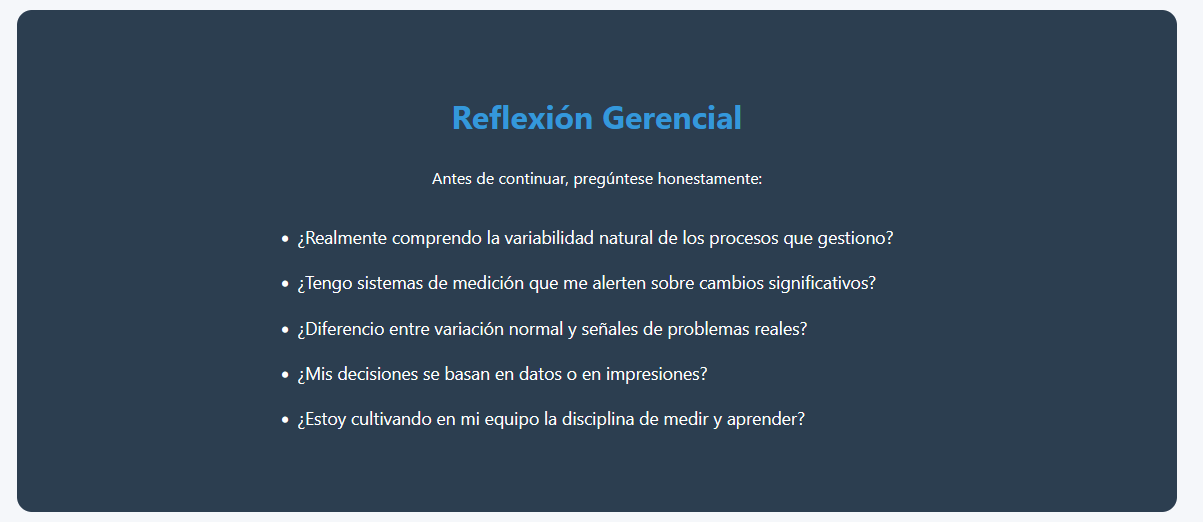 Reflexión Gerencial
Antes de continuar, pregúntese honestamente:
• ¿Realmente comprendo la variabilidad natural de los procesos que gestiono?
• ¿Tengo sistemas de medición que me alerten sobre cambios significativos?
• ¿Diferencio entre variación normal y señales de problemas reales?
• ¿Mis decisiones se basan en datos o en impresiones?
• ¿Estoy cultivando en mi equipo la disciplina de medir y aprender?